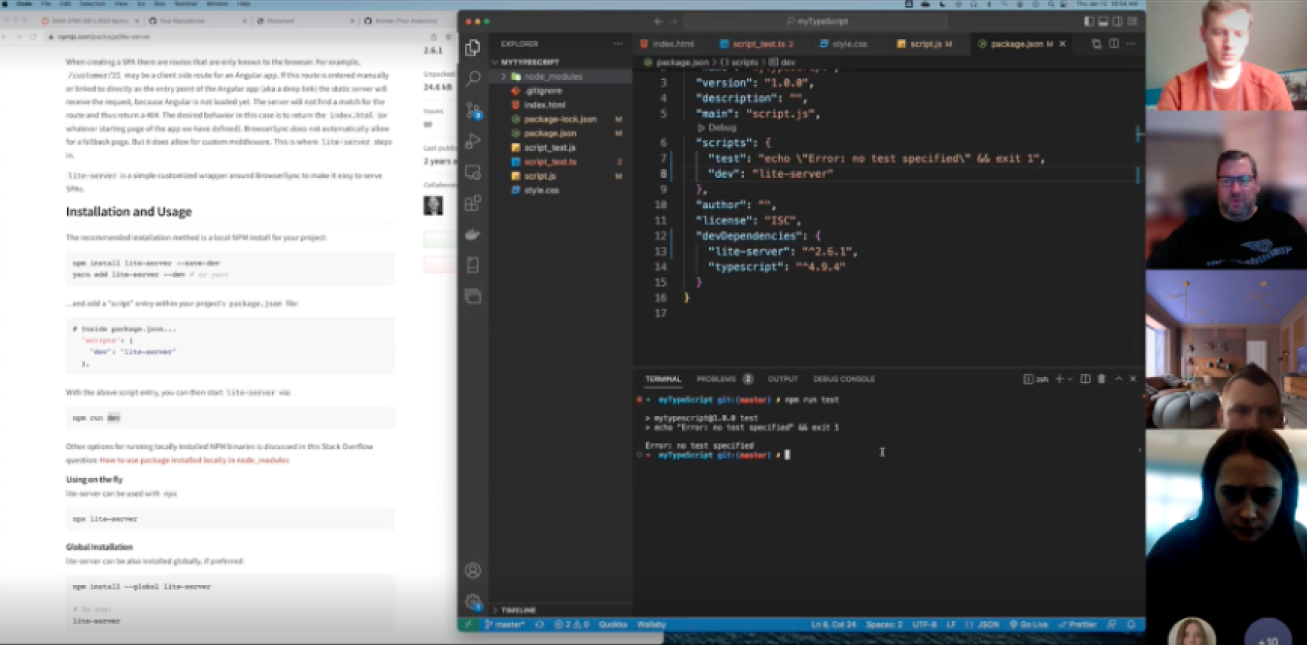 Code File Edit Selection View Go Run Terminal Window Help
Thu Jan 12 10:54 AM
Your Repositories
Document
npmjs.com/package/lite-server
When creating a SPA there are routes that are only known to the browser. For example,
/customer/21 may be a client side route for an Angular app. If this route is entered manually
or linked to directly as the entry point of the Angular app (aka a deep link) the static server will
receive the request, because Angular is not loaded yet. The server will not find a match for the
route and thus return a 404. The desired behavior in this case is to return the index.html (or
whatever starting page of the app we have defined). BrowserSync does not automatically allow
for a fallback page. But it does allow for custom middleware. This is where lite-server steps
in.
lite-server is a simple customized wrapper around BrowserSync to make it easy to serve
SPAs.
Installation and Usage
The recommended installation method is a local NPM install for your project:
npm install lite-server --save-dev
yarn add lite-server --dev # or yarn
...and add a "script" entry within your project's package.json file:
# Inside package.json...
"scripts": {
"dev": "lite-server"
},
With the above script entry, you can then start lite-server via:
npm run dev
Other options for running locally installed NPM binaries is discussed in this Stack Overflow
question: How to use package installed locally in node_modules
Using on the fly
lite-server can be used with npx
npx lite-server
Global Installation
lite-server can be also installed globally, if preferred:
npm install --global lite-server
# To run:
lite-server
2.6.1
Unpacked
24.6 kB
Issues
60
Last publis
2 years a
Collaborat
myTypeScript
EXPLORER
MYTYPESCRIPT
node_modules
.gitignore
index.html
package-lock.json M
package.json M
script_test.js
script_test.ts 2
script.js M
style.css
TIMELINE
index.html script_test.ts 2 style.css script.js M package.json M
package.json > {} scripts > dev
3 "version": "1.0.0",
4 "description": "",
5 "main": "script.js",
Debug
6 "scripts": {
7 "test": "echo \"Error: no test specified\" && exit 1",
8 "dev": "lite-server"
9 },
10 "author": "",
11 "license": "ISC",
12 "devDependencies": {
13 "lite-server": "^2.6.1",
14 "typescript": "^4.9.4"
15 }
16 }
17
TERMINAL PROBLEMS 2 OUTPUT DEBUG CONSOLE
zsh
myTypeScript git:(master) ✗ npm run test
> mytypescript@1.0.0 test
> echo "Error: no test specified" && exit 1
Error: no test specified
myTypeScript git:(master) ✗
master* 2 0 Quokka Wallaby
Ln 8, Col 24 Spaces: 2 UTF-8 LF {} JSON Go Live Prettier
+10